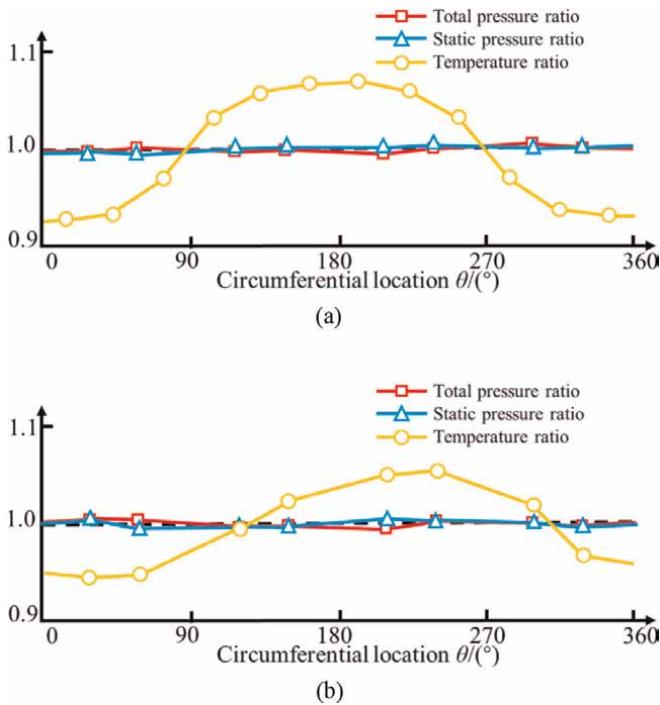 Total pressure ratio
Static pressure ratio
Temperature ratio
1.1
1.0
0.9
0 90 180 270 360
Circumferential location θ/(°)
(a)
Total pressure ratio
Static pressure ratio
Temperature ratio
1.1
1.0
0.9
0 90 180 270 360
Circumferential location θ/(°)
(b)